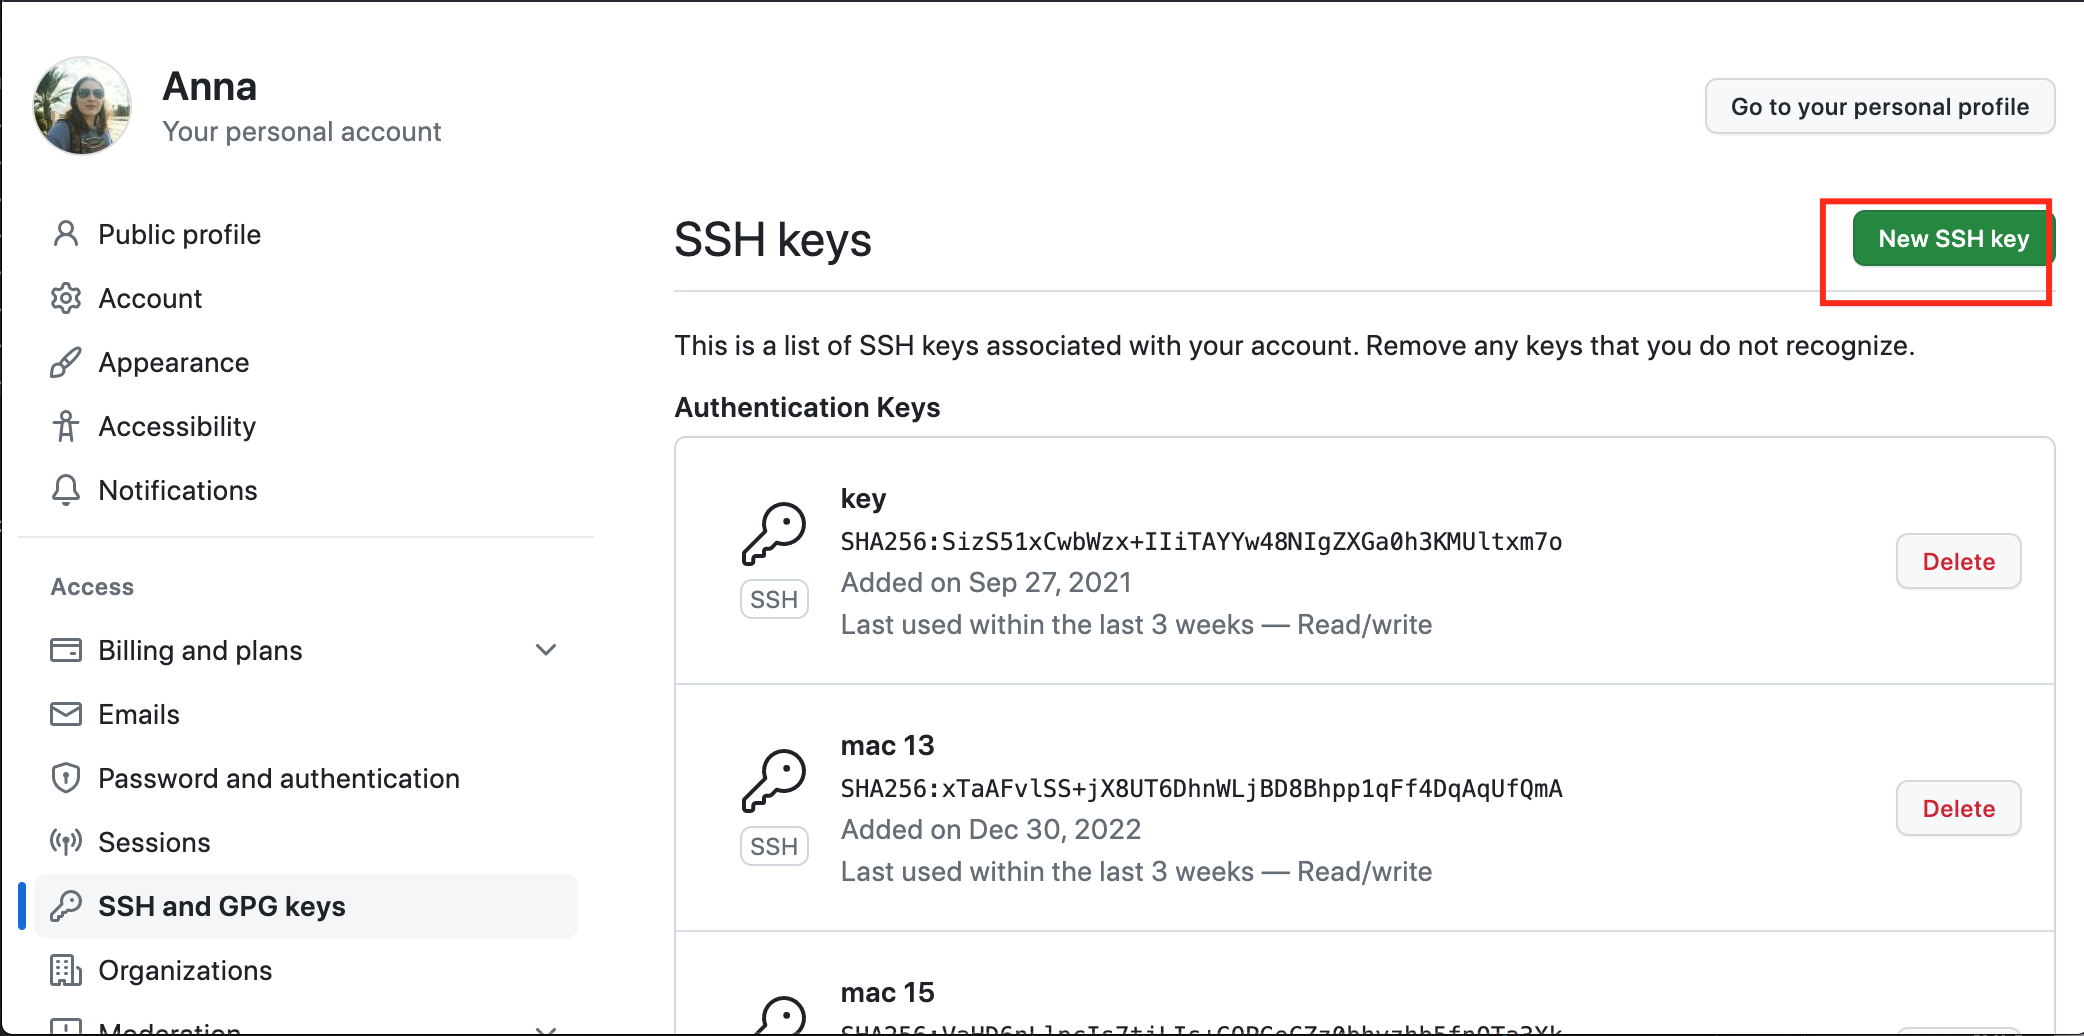 Anna
Your personal account
Go to your personal profile
Public profile
Account
Appearance
Accessibility
Notifications
Access
Billing and plans
Emails
Password and authentication
Sessions
SSH and GPG keys
Organizations
Moderation
SSH keys
New SSH key
This is a list of SSH keys associated with your account. Remove any keys that you do not recognize.
Authentication Keys
key
SHA256:SizS51xCwbWzx+IIiTAYYw48NIgZXGa0h3KMUltxm7o
Added on Sep 27, 2021
Last used within the last 3 weeks — Read/write
SSH
Delete
mac 13
SHA256:xTaAFvlSS+jX8UT6DhnWLjBD8Bhpp1qFf4DqAqUfQmA
Added on Dec 30, 2022
Last used within the last 3 weeks — Read/write
SSH
Delete
mac 15